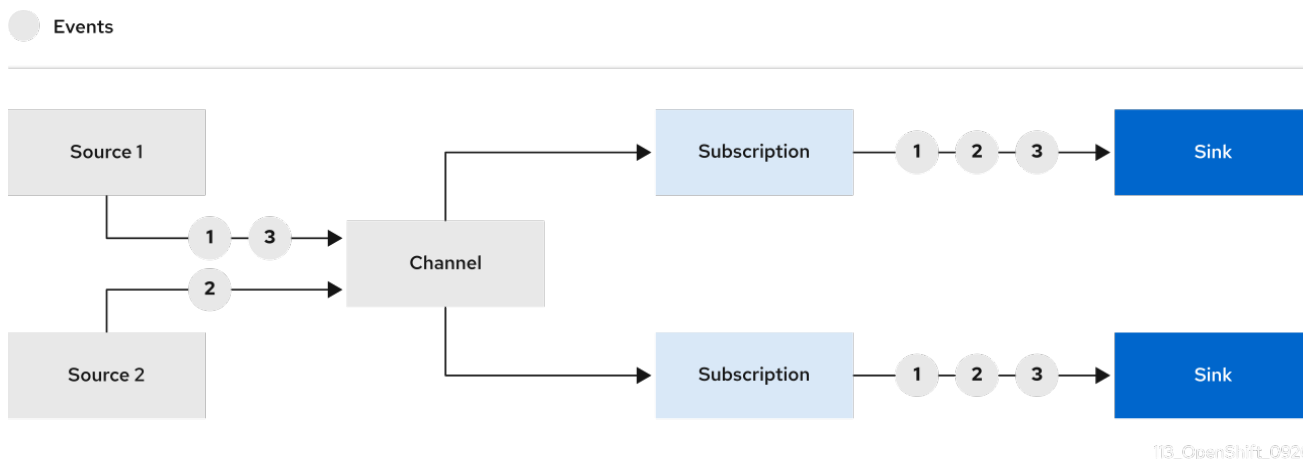 Events
Source 1
Subscription
1 2 3
Sink
1 3
Channel
2
Source 2
Subscription
1 2 3
Sink